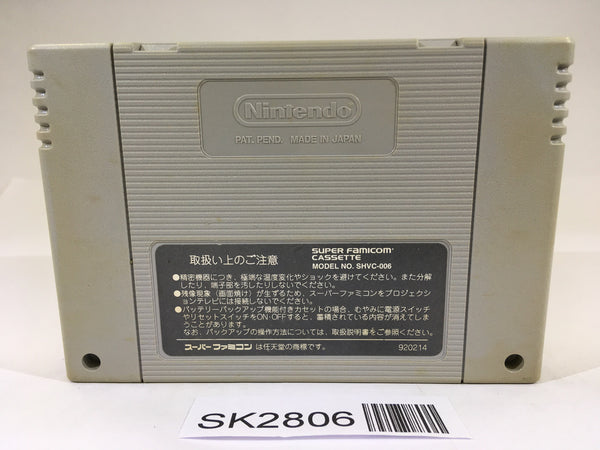 Nintendo
PAT. PEND. MADE IN JAPAN
取扱い上のご注意
SUPER FAMICOM
CASSETTE
MODEL NO. SHVC-006
●精密機器につき、極端な温度変化やショックを避けてください。また分解
したり、端子部を汚したりしないでください。
●残像現象(画面焼け)が生ずるため、スーパーファミコンをプロジェクシ
ョンテレビには接続しないでください。
●バッテリーバックアップ機能付きカセットの場合、むやみに電源スイッチ
やリセットスイッチをON·OFFすると、蓄積されている内容が消えてしま
うことがあります。
なお、バックアップの操作方法については、取扱説明書をご参照ください。
スーパーファミコンは任天堂の商標です。
920214
SK2806